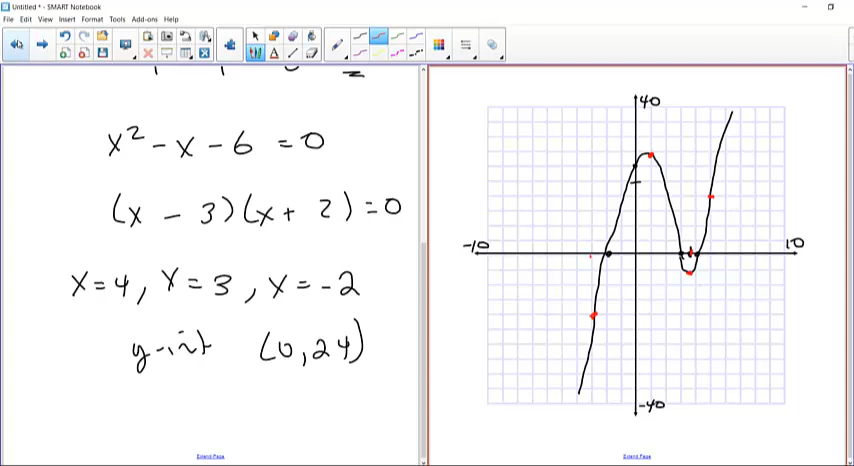 Untitled * - SMART Notebook
File Edit View Insert Format Tools Add-ons Help
x² - x - 6 = 0
(x - 3)(x + 2) = 0
x = 4, x = 3, x = -2
y-int (0, 24)
Extend Page
40
-10
10
-40
Extend Page